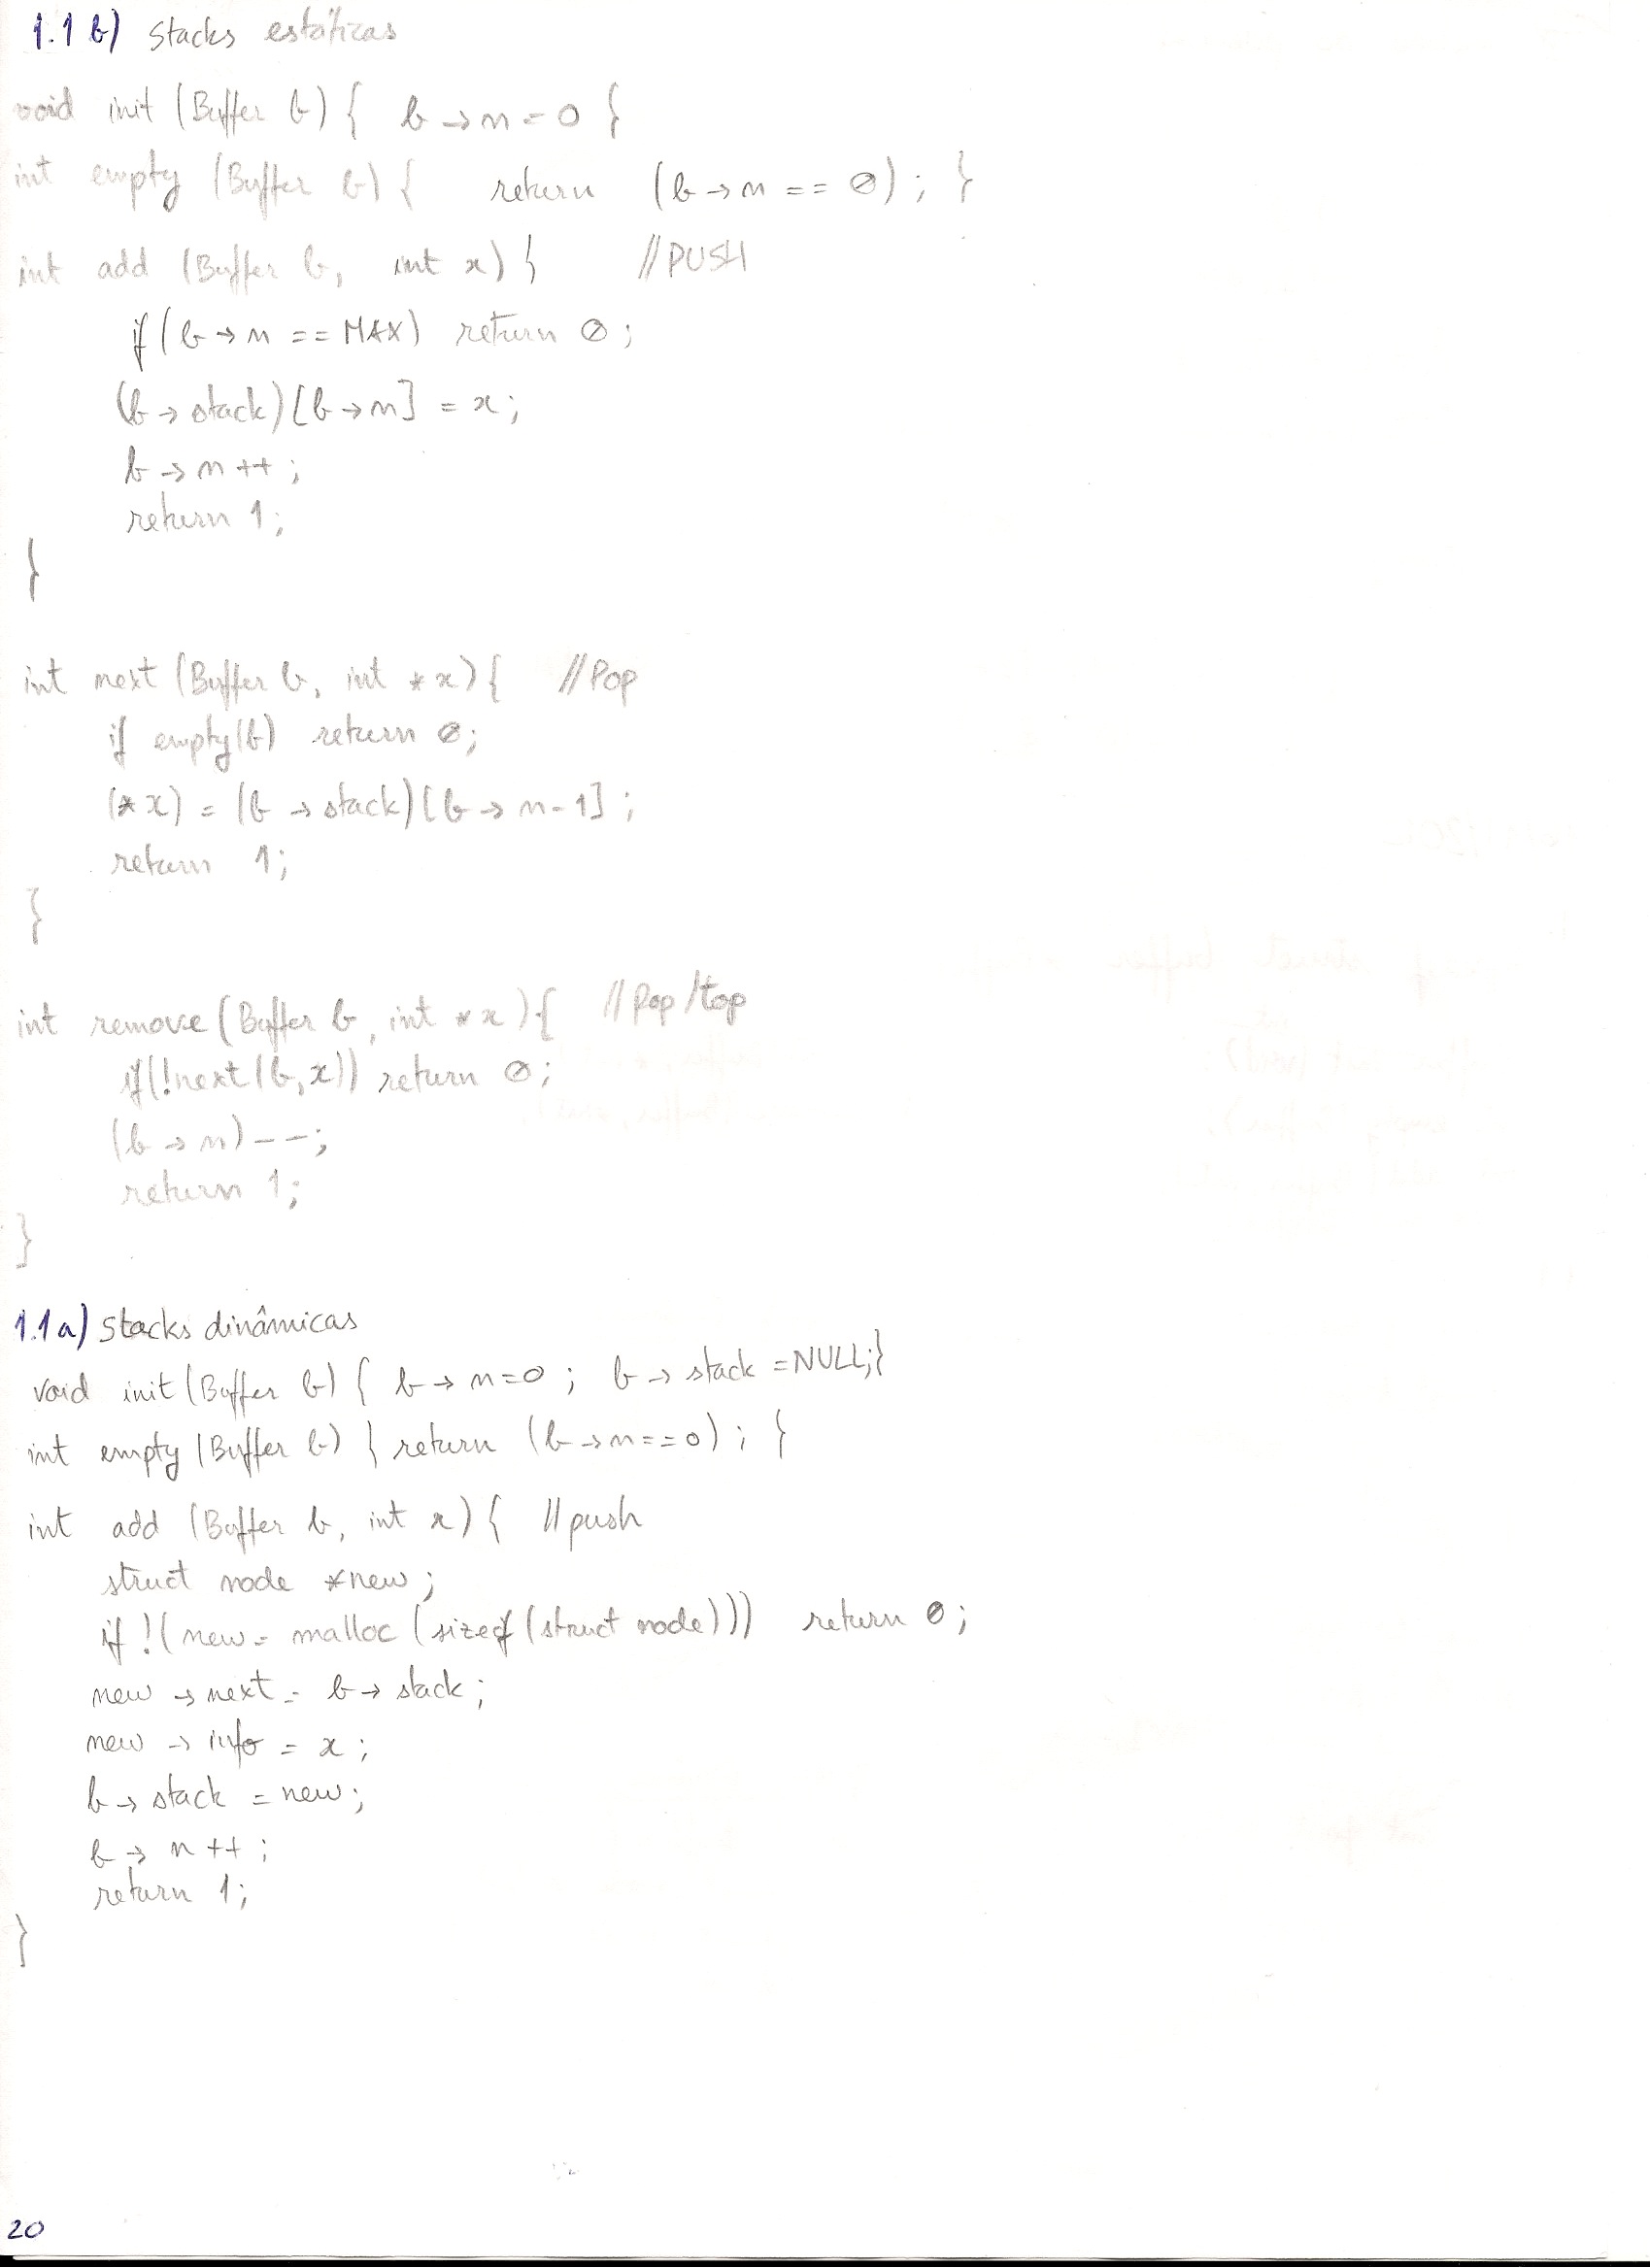 1.1 b) Stacks estáticas
void init (Buffer b) { b → n = 0 }
int empty (Buffer b) { return (b → n == 0) ; }
int add (Buffer b, int x) { //PUSH
if (b → n == MAX) return 0 ;
(b → stack) [b → n] = x ;
b → n ++ ;
return 1 ;
}
int next (Buffer b, int * x) { //Pop
if empty(b) return 0 ;
(* x) = (b → stack) [b → n - 1] ;
return 1 ;
}
int remove (Buffer b, int * x) { //Pop/top
if (!next (b, x)) return 0 ;
(b → n) -- ;
return 1 ;
}
1.1 a) Stacks dinâmicas
void init (Buffer b) { b → n = 0 ; b → stack = NULL; }
int empty (Buffer b) { return (b → n == 0) ; }
int add (Buffer b, int x) { //push
struct node *new ;
if ! (new = malloc (sizeof (struct node))) return 0 ;
new → next = b → stack ;
new → info = x ;
b → stack = new ;
b → n ++ ;
return 1 ;
}
20